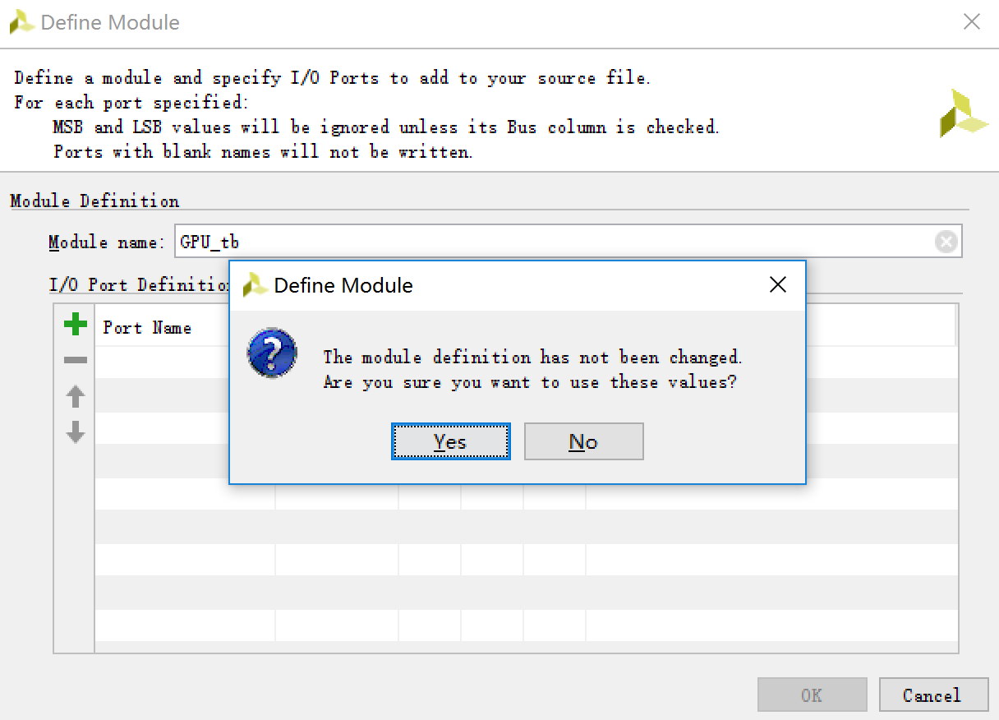 Define Module
Define a module and specify I/O Ports to add to your source file.
For each port specified:
MSB and LSB values will be ignored unless its Bus column is checked.
Ports with blank names will not be written.
Module Definition
Module name: GPU_tb
I/O Port Definitio
Port Name
Define Module
The module definition has not been changed.
Are you sure you want to use these values?
Yes No
OK Cancel